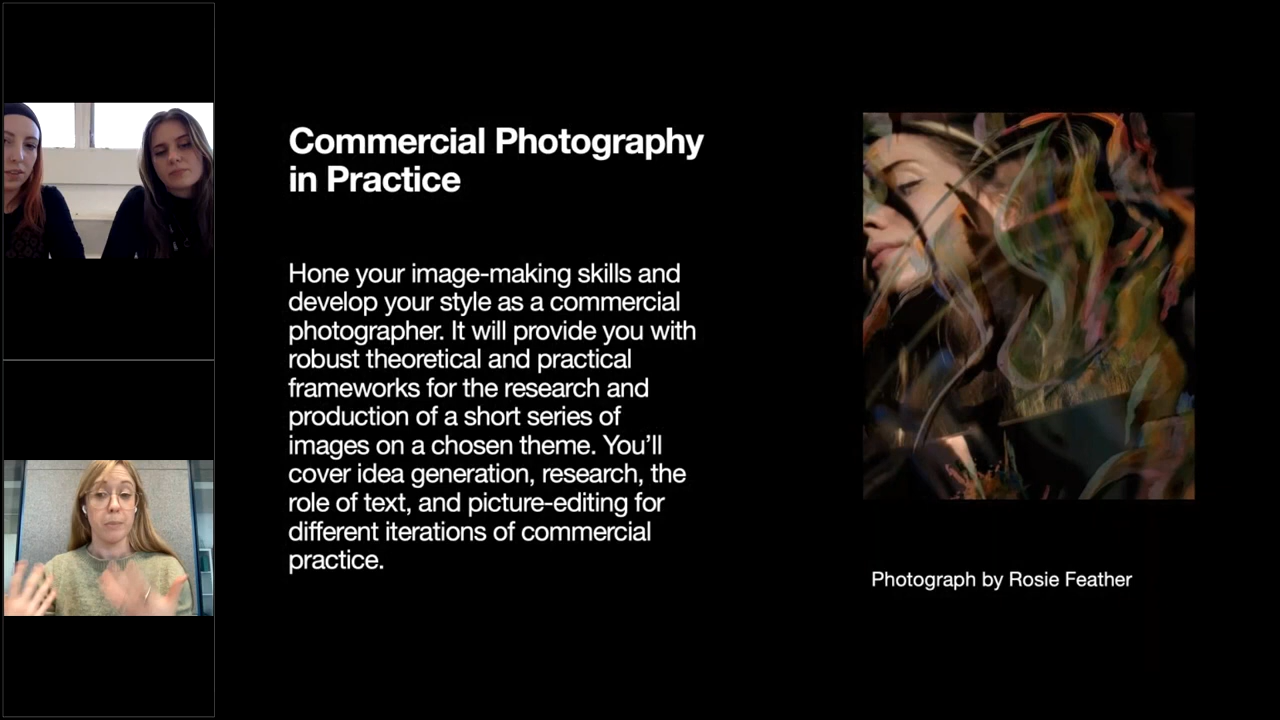 Commercial Photography
in Practice
Hone your image-making skills and
develop your style as a commercial
photographer. It will provide you with
robust theoretical and practical
frameworks for the research and
production of a short series of
images on a chosen theme. You’ll
cover idea generation, research, the
role of text, and picture-editing for
different iterations of commercial
practice.
Photograph by Rosie Feather